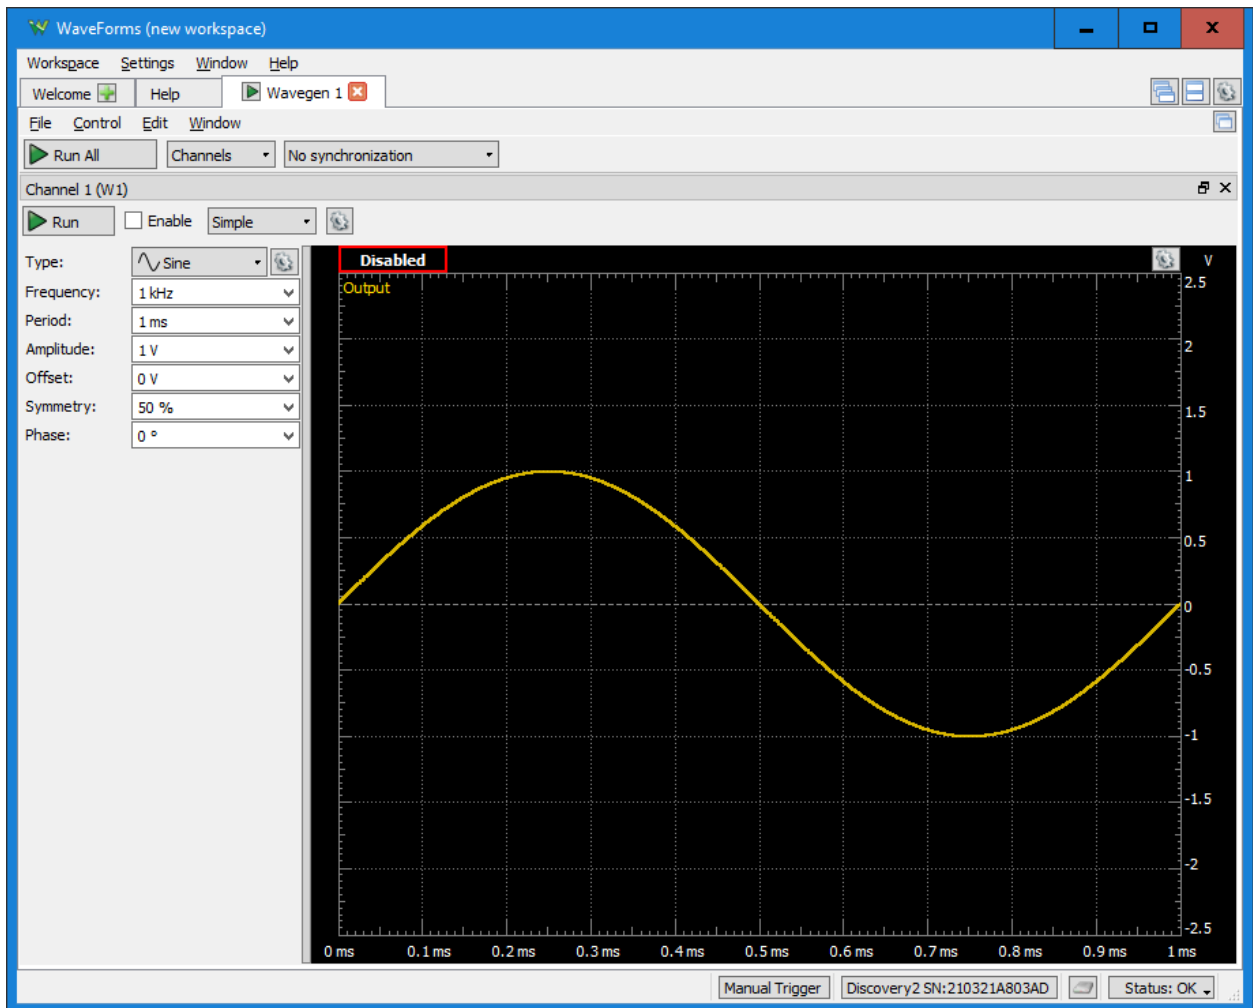 WaveForms (new workspace)
Workspace Settings Window Help
Welcome Help Wavegen 1
File Control Edit Window
Run All Channels No synchronization
Channel 1 (W1)
Run Enable Simple
Type: Sine
Frequency: 1 kHz
Period: 1 ms
Amplitude: 1 V
Offset: 0 V
Symmetry: 50 %
Phase: 0 °
Disabled V
Output 2.5
2
1.5
1
0.5
0
-0.5
-1
-1.5
-2
-2.5
0 ms 0.1 ms 0.2 ms 0.3 ms 0.4 ms 0.5 ms 0.6 ms 0.7 ms 0.8 ms 0.9 ms 1 ms
Manual Trigger Discovery2 SN:210321A803AD Status: OK